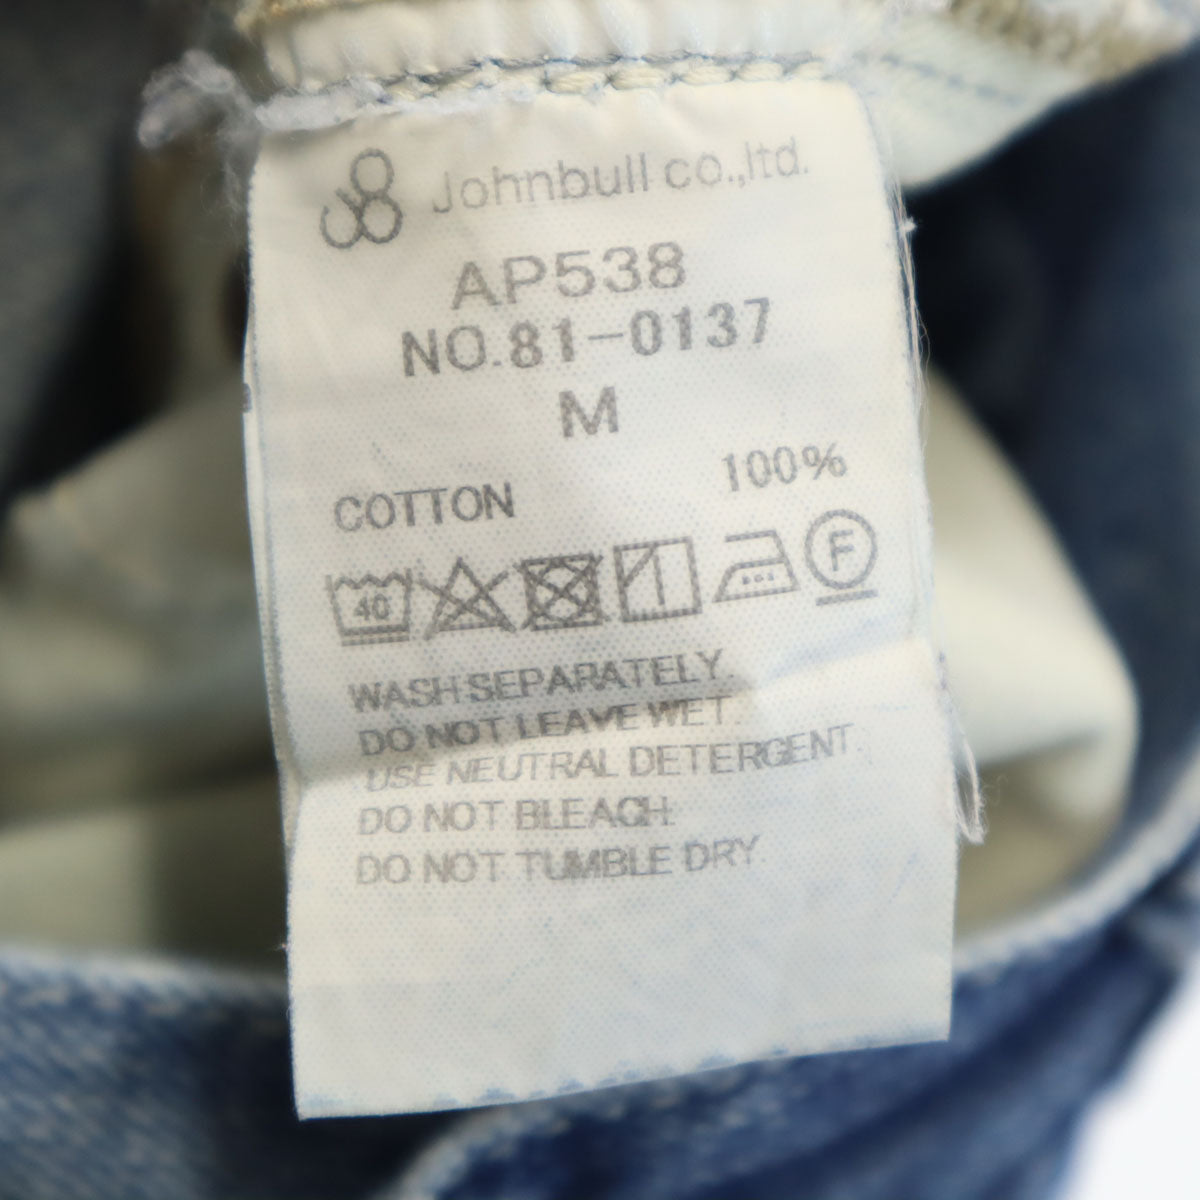 Johnbull co.,ltd.
AP538
NO.81-0137
M
COTTON 100%
40 F
WASH SEPARATELY.
DO NOT LEAVE WET.
USE NEUTRAL DETERGENT.
DO NOT BLEACH.
DO NOT TUMBLE DRY.